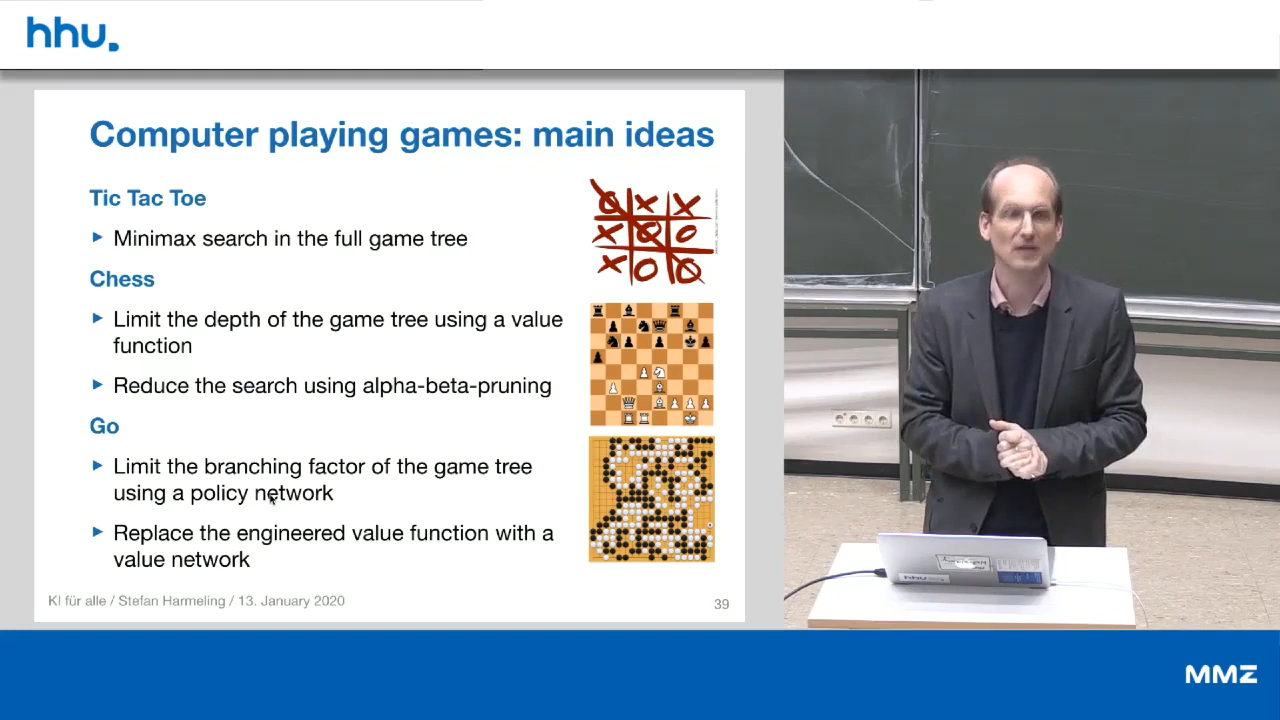 hhu.
Computer playing games: main ideas
Tic Tac Toe
Minimax search in the full game tree
Chess
Limit the depth of the game tree using a value
function
Reduce the search using alpha-beta-pruning
Go
Limit the branching factor of the game tree
using a policy network
Replace the engineered value function with a
value network
KI für alle / Stefan Harmeling / 13. January 2020
39
hhu
MMZ